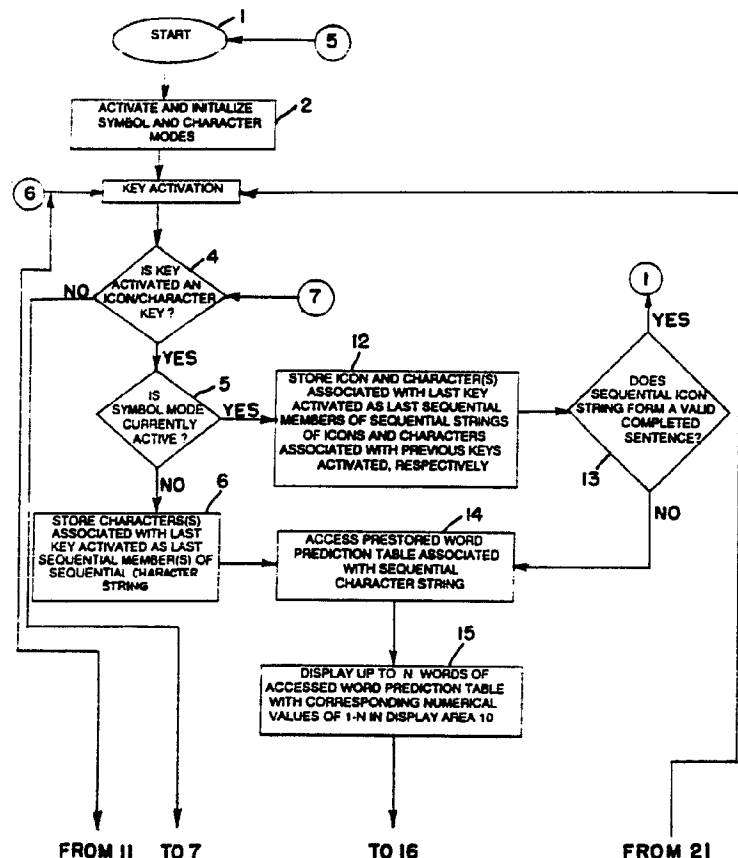 1
START
5
2
ACTIVATE AND INITIALIZE
SYMBOL AND CHARACTER
MODES
6
KEY ACTIVATION
4
IS KEY
ACTIVATED AN
ICON/CHARACTER
KEY ?
NO
7
YES
1
YES
5
IS
SYMBOL MODE
CURRENTLY
ACTIVE ?
YES
NO
12
STORE ICON AND CHARACTER(S)
ASSOCIATED WITH LAST KEY
ACTIVATED AS LAST SEQUENTIAL
MEMBERS OF SEQUENTIAL STRINGS
OF ICONS AND CHARACTERS
ASSOCIATED WITH PREVIOUS KEYS
ACTIVATED, RESPECTIVELY
DOES
SEQUENTIAL ICON
STRING FORM A VALID
COMPLETED
SENTENCE?
13
NO
6
STORE CHARACTERS(S)
ASSOCIATED WITH LAST
KEY ACTIVATED AS LAST
SEQUENTIAL MEMBER(S) OF
SEQUENTIAL CHARACTER
STRING
14
ACCESS PRESTORED WORD
PREDICTION TABLE ASSOCIATED
WITH SEQUENTIAL
CHARACTER STRING
15
DISPLAY UP TO N WORDS OF
ACCESSED WORD PREDICTION TABLE
WITH CORRESPONDING NUMERICAL
VALUES OF 1-N IN DISPLAY AREA 10
FROM 11 TO 7 TO 16 FROM 21